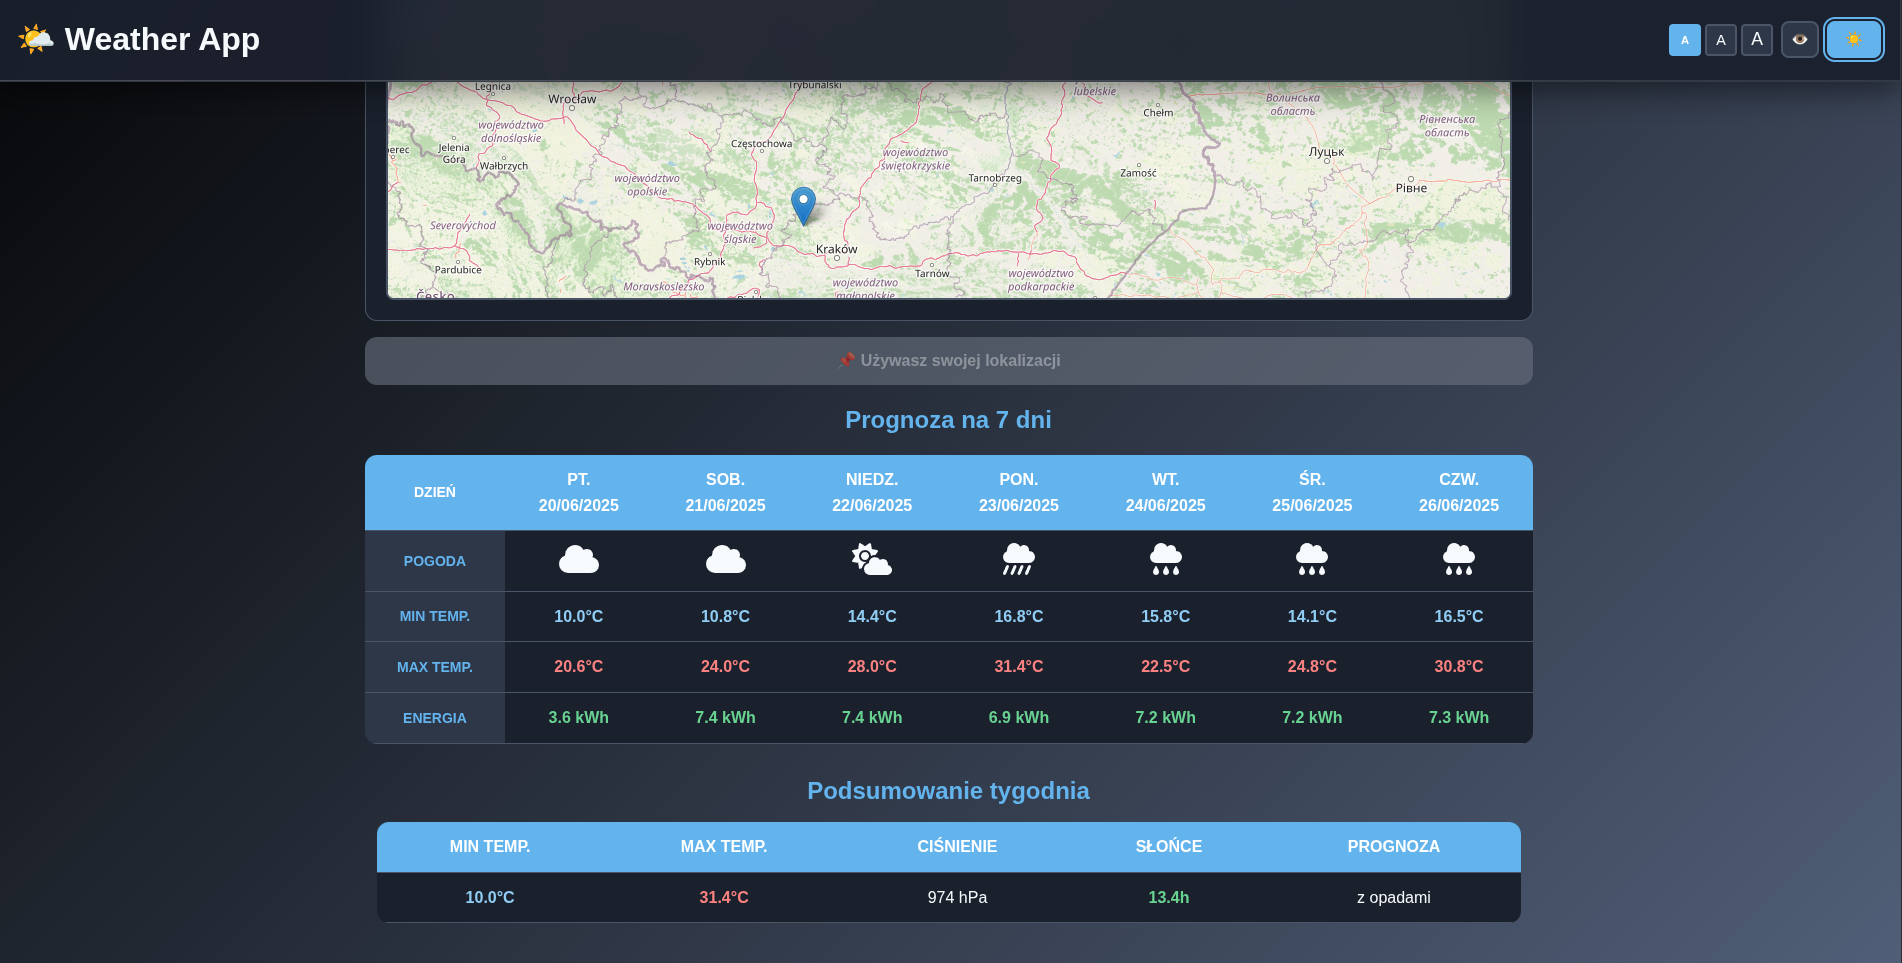 Weather App
A A A
Legnica
Wrocław
Trybunalski
lubelskie
Chełm
Волинська
область
Рівненська
область
województwo
dolnośląskie
Jelenia
Góra
Wałbrzych
Częstochowa
województwo
świętokrzyskie
Луцьк
Рівне
województwo
opolskie
Tarnobrzeg
Zamość
Severovýchod
województwo
śląskie
Kraków
Rybnik
Tarnów
województwo
podkarpackie
Pardubice
Moravskoslezsko
województwo
małopolskie
Česko
Używasz swojej lokalizacji
Prognoza na 7 dni
DZIEŃ PT. SOB. NIEDZ. PON. WT. ŚR. CZW.
20/06/2025 21/06/2025 22/06/2025 23/06/2025 24/06/2025 25/06/2025 26/06/2025
POGODA
MIN TEMP. 10.0°C 10.8°C 14.4°C 16.8°C 15.8°C 14.1°C 16.5°C
MAX TEMP. 20.6°C 24.0°C 28.0°C 31.4°C 22.5°C 24.8°C 30.8°C
ENERGIA 3.6 kWh 7.4 kWh 7.4 kWh 6.9 kWh 7.2 kWh 7.2 kWh 7.3 kWh
Podsumowanie tygodnia
MIN TEMP. MAX TEMP. CIŚNIENIE SŁOŃCE PROGNOZA
10.0°C 31.4°C 974 hPa 13.4h z opadami